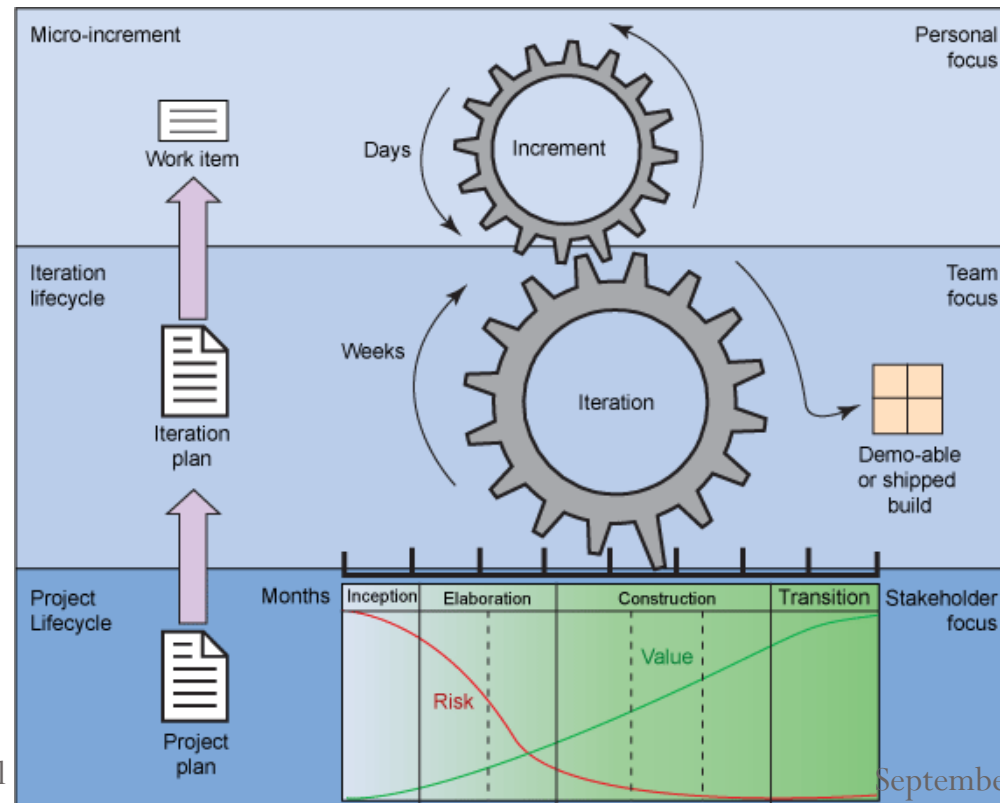 Micro-increment
Personal
focus
Work item
Days
Increment
Iteration
lifecycle
Team
focus
Weeks
Iteration
Iteration
plan
Demo-able
or shipped
build
Project
Lifecycle
Months
Inception
Elaboration
Construction
Transition
Stakeholder
focus
Value
Risk
Project
plan